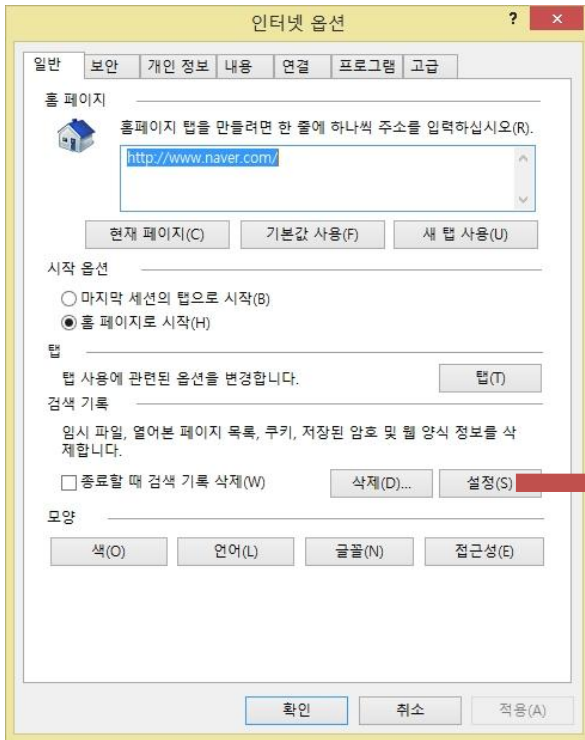 인터넷 옵션
? ×
일반 보안 개인 정보 내용 연결 프로그램 고급
홈 페이지
홈페이지 탭을 만들려면 한 줄에 하나씩 주소를 입력하십시오(R).
http://www.naver.com/
현재 페이지(C) 기본값 사용(F) 새 탭 사용(U)
시작 옵션
마지막 세션의 탭으로 시작(B)
홈 페이지로 시작(H)
탭
탭 사용에 관련된 옵션을 변경합니다. 탭(T)
검색 기록
임시 파일, 열어본 페이지 목록, 쿠키, 저장된 암호 및 웹 양식 정보를 삭
제합니다.
종료할 때 검색 기록 삭제(W) 삭제(D)... 설정(S)
모양
색(O) 언어(L) 글꼴(N) 접근성(E)
확인 취소 적용(A)